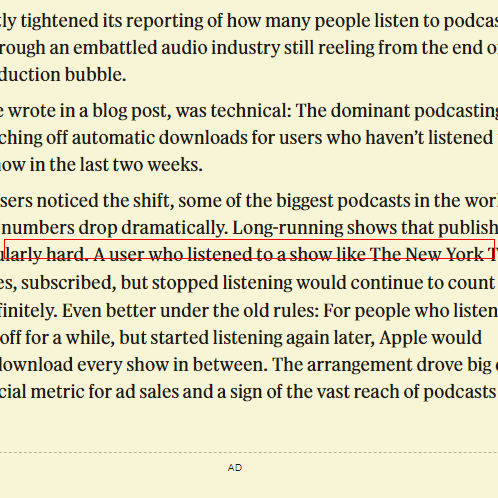 tly tightened its reporting of how many people listen to podcas
rough an embattled audio industry still reeling from the end o
duction bubble.
e wrote in a blog post, was technical: The dominant podcasting
ching off automatic downloads for users who haven’t listened
how in the last two weeks.
sers noticed the shift, some of the biggest podcasts in the wor
numbers drop dramatically. Long-running shows that publish
ularly hard. A user who listened to a show like The New York T
es, subscribed, but stopped listening would continue to count
finitely. Even better under the old rules: For people who listen
off for a while, but started listening again later, Apple would
download every show in between. The arrangement drove big
cial metric for ad sales and a sign of the vast reach of podcasts
AD